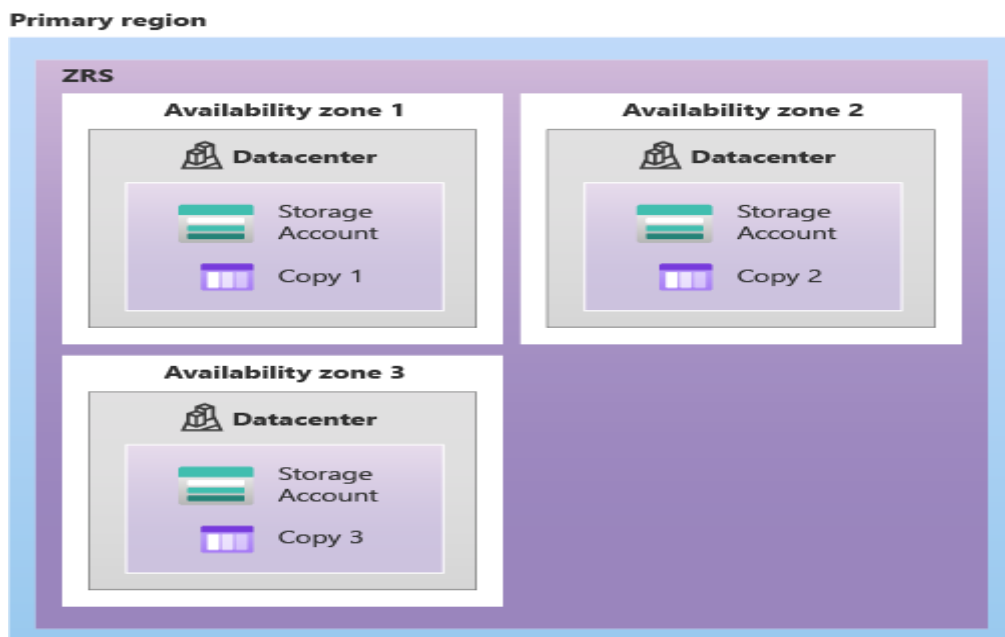 Primary region
ZRS
Availability zone 1
Datacenter
Storage
Account
Copy 1
Availability zone 2
Datacenter
Storage
Account
Copy 2
Availability zone 3
Datacenter
Storage
Account
Copy 3